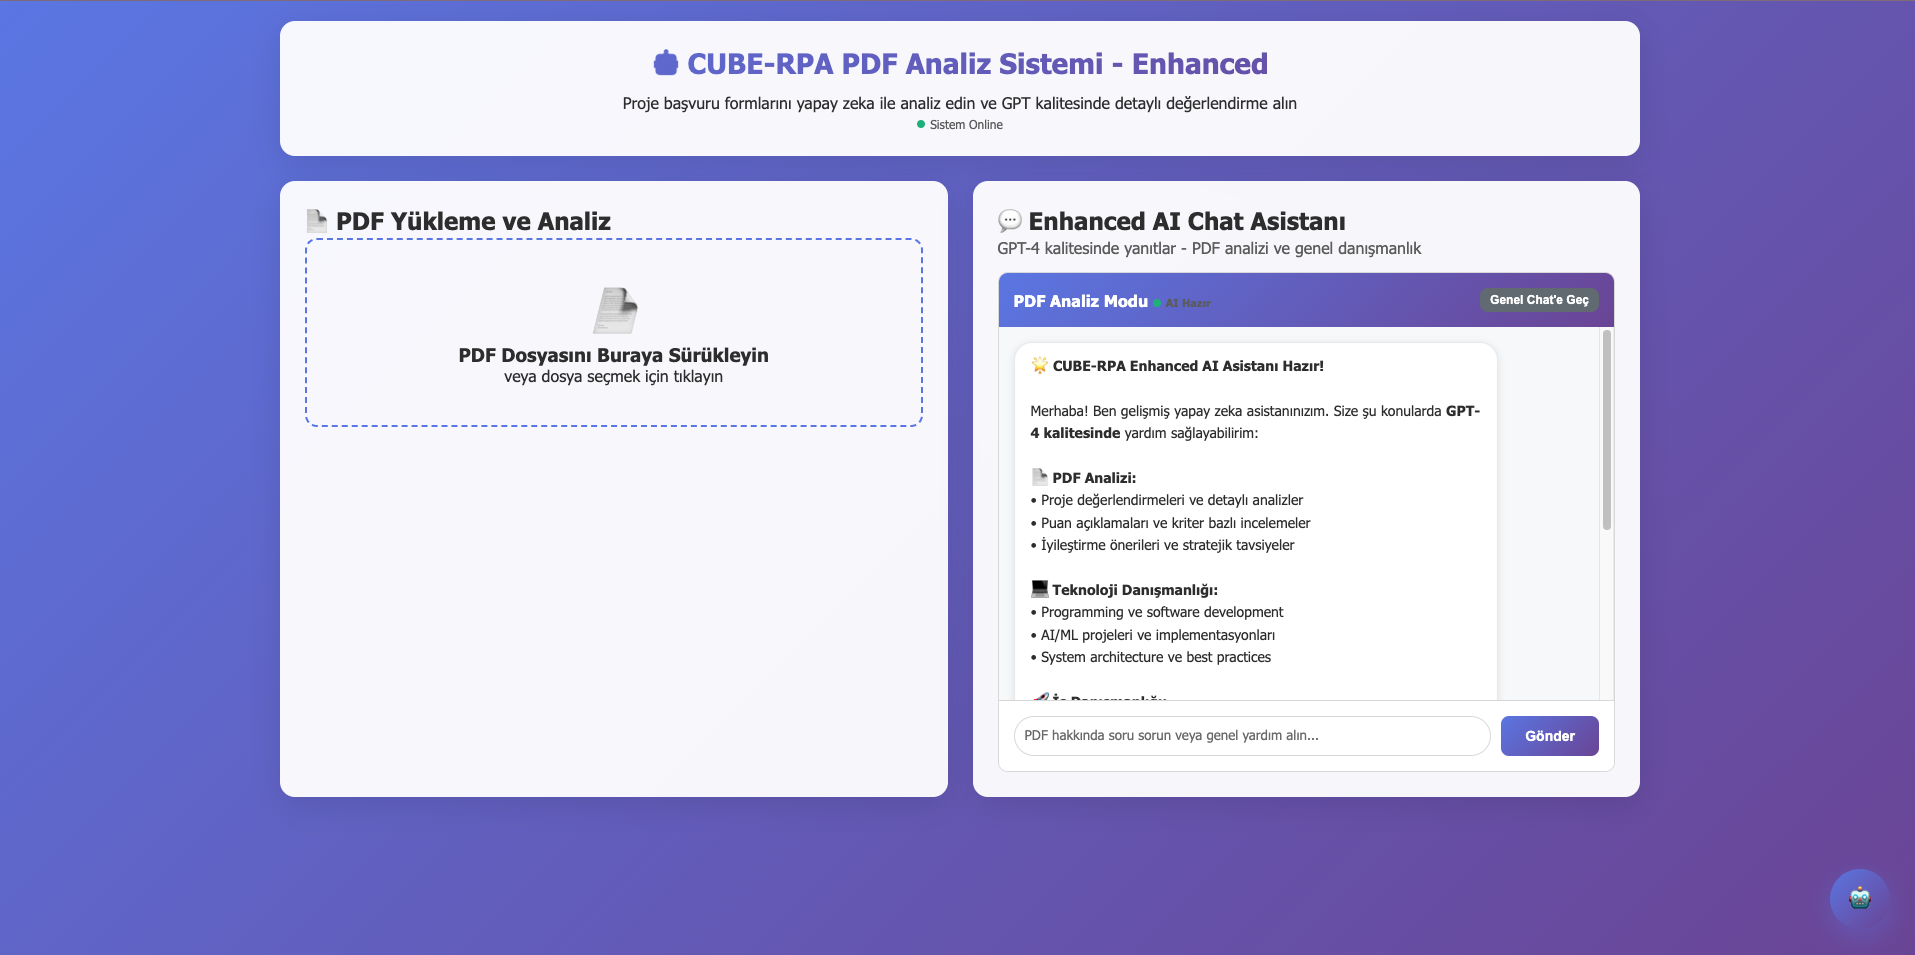 CUBE-RPA PDF Analiz Sistemi - Enhanced
Proje başvuru formlarını yapay zeka ile analiz edin ve GPT kalitesinde detaylı değerlendirme alın
Sistem Online
PDF Yükleme ve Analiz
PDF Dosyasını Buraya Sürükleyin
veya dosya seçmek için tıklayın
Enhanced AI Chat Asistanı
GPT-4 kalitesinde yanıtlar - PDF analizi ve genel danışmanlık
PDF Analiz Modu AI Hazır
Genel Chat'e Geç
CUBE-RPA Enhanced AI Asistanı Hazır!
Merhaba! Ben gelişmiş yapay zeka asistanınızım. Size şu konularda GPT-
4 kalitesinde yardım sağlayabilirim:
PDF Analizi:
• Proje değerlendirmeleri ve detaylı analizler
• Puan açıklamaları ve kriter bazlı incelemeler
• İyileştirme önerileri ve stratejik tavsiyeler
Teknoloji Danışmanlığı:
• Programming ve software development
• AI/ML projeleri ve implementasyonları
• System architecture ve best practices
PDF hakkında soru sorun veya genel yardım alın...
Gönder